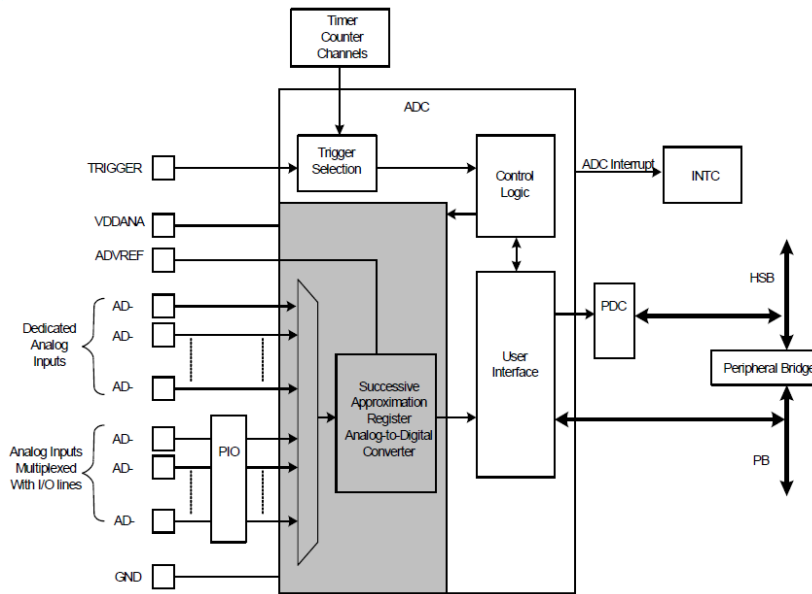 Timer
Counter
Channels
ADC
TRIGGER
Trigger
Selection
Control
Logic
ADC Interrupt
INTC
VDDANA
ADVREF
HSB
AD-
AD-
AD-
Dedicated
Analog
Inputs
PDC
User
Interface
Peripheral Bridge
Successive
Approximation
Register
Analog-to-Digital
Converter
AD-
AD-
AD-
Analog Inputs
Multiplexed
With I/O lines
PIO
PB
GND